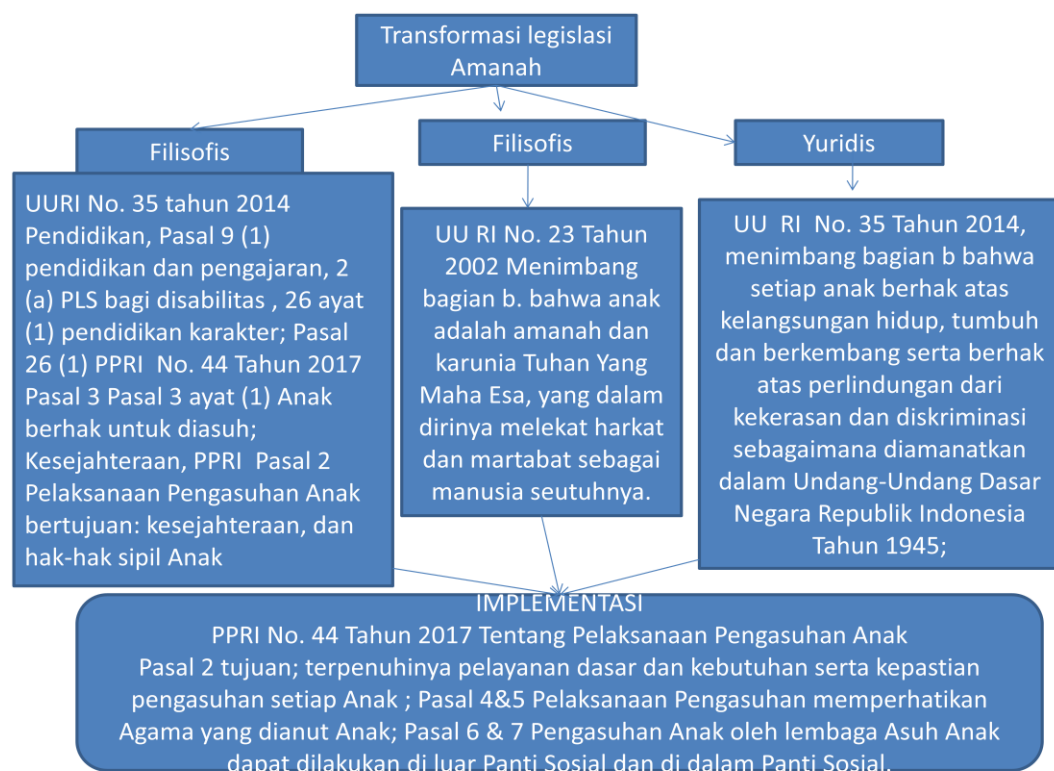 Transformasi legislasi
Amanah
Filisofis
Filisofis
Yuridis
UURI No. 35 tahun 2014
Pendidikan, Pasal 9 (1)
pendidikan dan pengajaran, 2
(a) PLS bagi disabilitas , 26 ayat
(1) pendidikan karakter; Pasal
26 (1) PPRI No. 44 Tahun 2017
Pasal 3 Pasal 3 ayat (1) Anak
berhak untuk diasuh;
Kesejahteraan, PPRI Pasal 2
Pelaksanaan Pengasuhan Anak
bertujuan: kesejahteraan, dan
hak-hak sipil Anak
UU RI No. 23 Tahun
2002 Menimbang
bagian b. bahwa anak
adalah amanah dan
karunia Tuhan Yang
Maha Esa, yang dalam
dirinya melekat harkat
dan martabat sebagai
manusia seutuhnya.
UU RI No. 35 Tahun 2014,
menimbang bagian b bahwa
setiap anak berhak atas
kelangsungan hidup, tumbuh
dan berkembang serta berhak
atas perlindungan dari
kekerasan dan diskriminasi
sebagaimana diamanatkan
dalam Undang-Undang Dasar
Negara Republik Indonesia
Tahun 1945;
IMPLEMENTASI
PPRI No. 44 Tahun 2017 Tentang Pelaksanaan Pengasuhan Anak
Pasal 2 tujuan; terpenuhinya pelayanan dasar dan kebutuhan serta kepastian
pengasuhan setiap Anak ; Pasal 4&5 Pelaksanaan Pengasuhan memperhatikan
Agama yang dianut Anak; Pasal 6 & 7 Pengasuhan Anak oleh lembaga Asuh Anak
dapat dilakukan di luar Panti Sosial dan di dalam Panti Sosial.